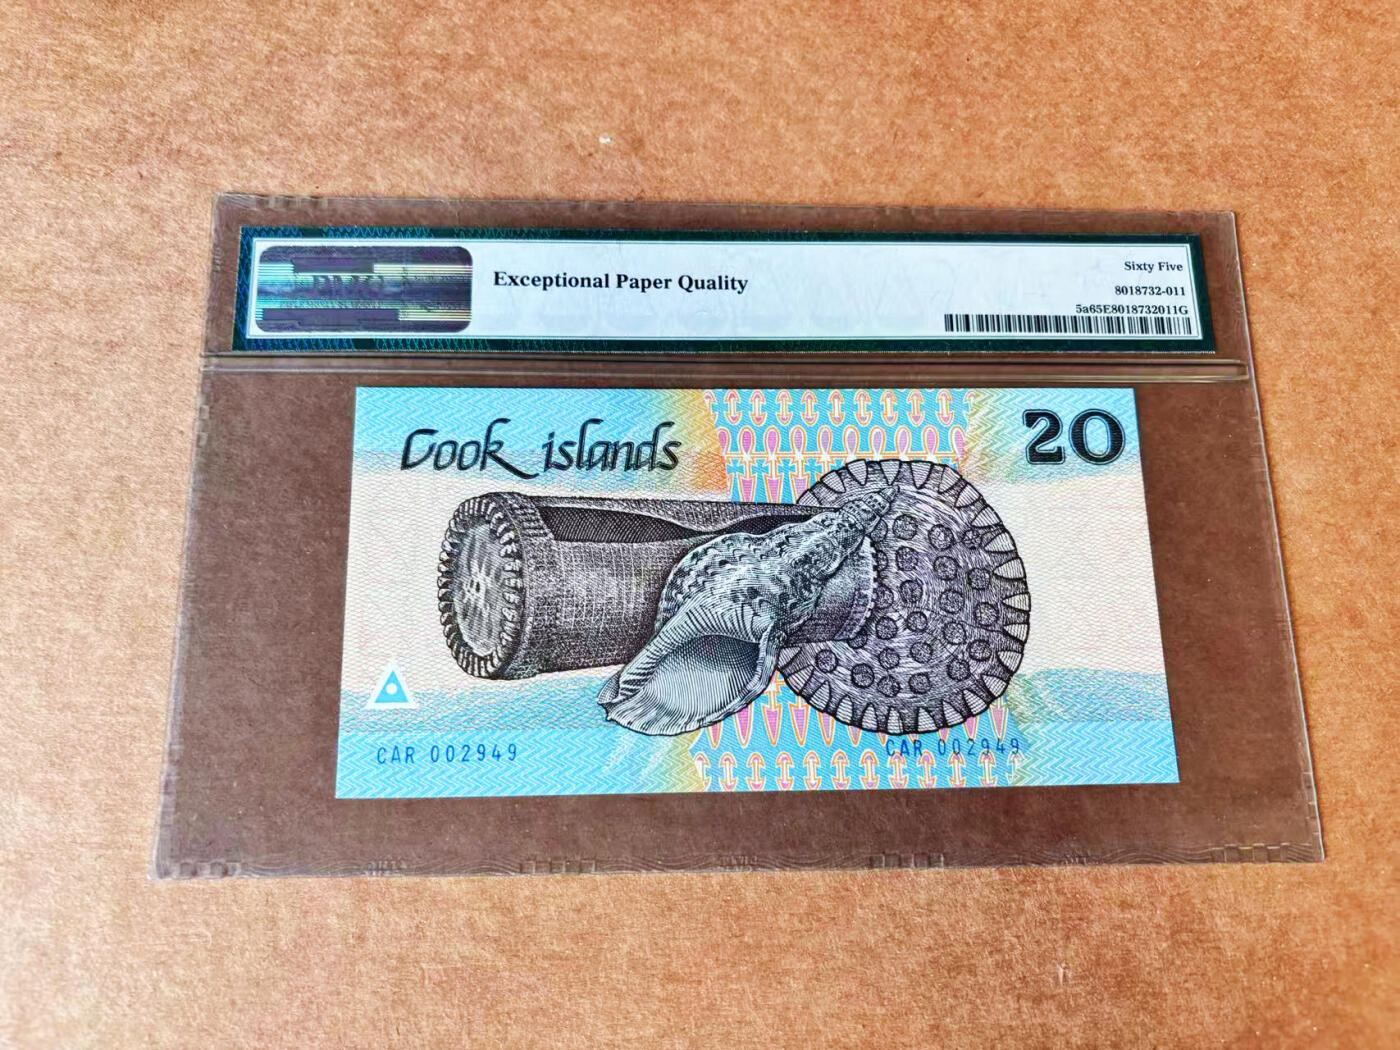 Exceptional Paper Quality
Sixty Five
8018732-011
5a65E8018732011G
Cook islands
20
CAR 002949
CAR 002949